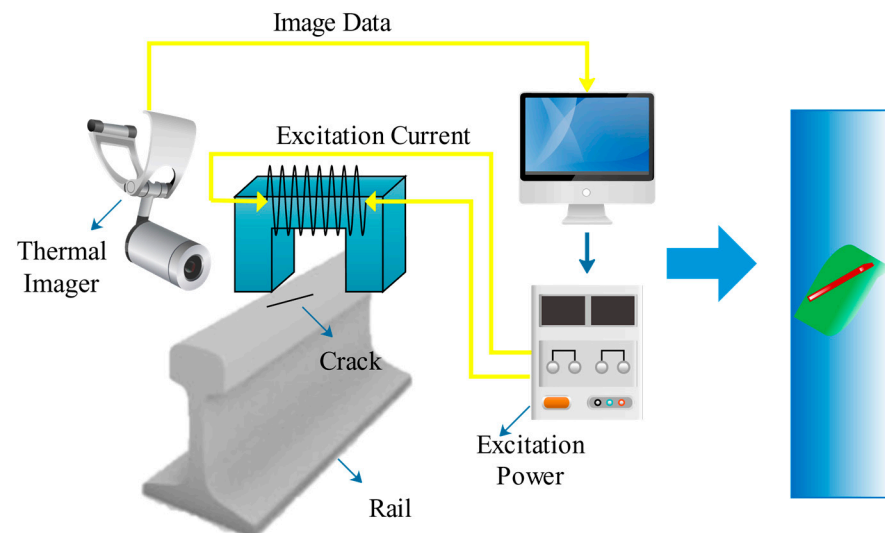 Image Data
Excitation Current
Thermal
Imager
Crack
Excitation
Power
Rail